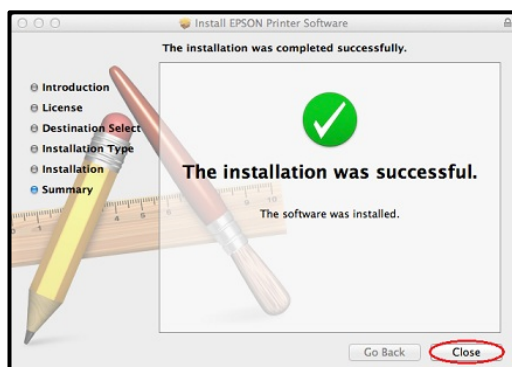 Install EPSON Printer Software
The installation was completed successfully.
Introduction
License
Destination Select
Installation Type
Installation
Summary
The installation was successful.
The software was installed.
Go Back
Close